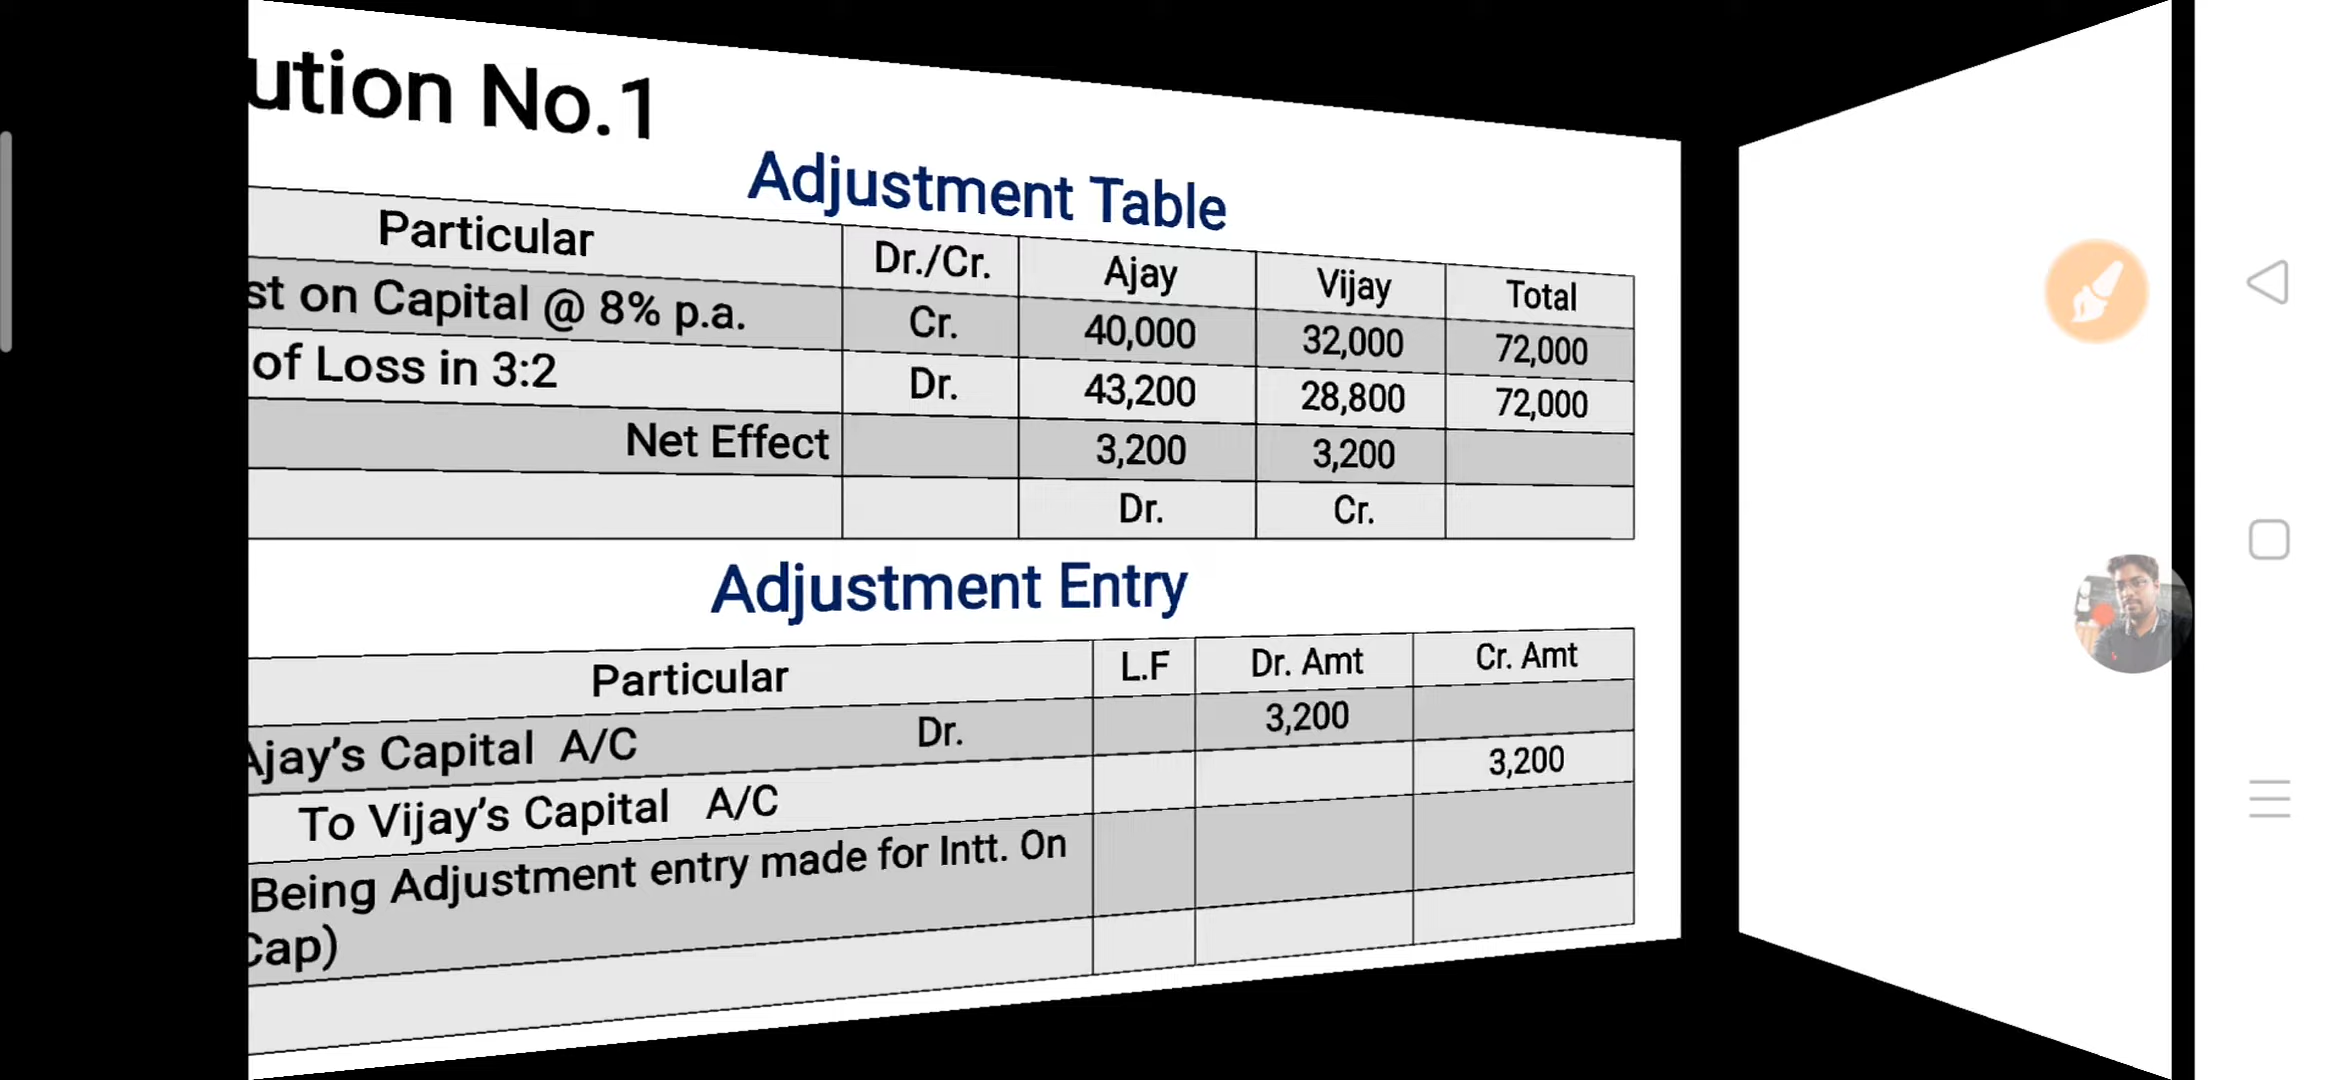 ution No.1
Adjustment Table
Particular Dr./Cr. Ajay Vijay Total
st on Capital @ 8% p.a. Cr. 40,000 32,000 72,000
of Loss in 3:2 Dr. 43,200 28,800 72,000
Net Effect 3,200 3,200
Dr. Cr.
Adjustment Entry
Particular L.F Dr. Amt Cr. Amt
Ajay's Capital A/C Dr. 3,200
To Vijay's Capital A/C 3,200
Being Adjustment entry made for Intt. On
Cap)